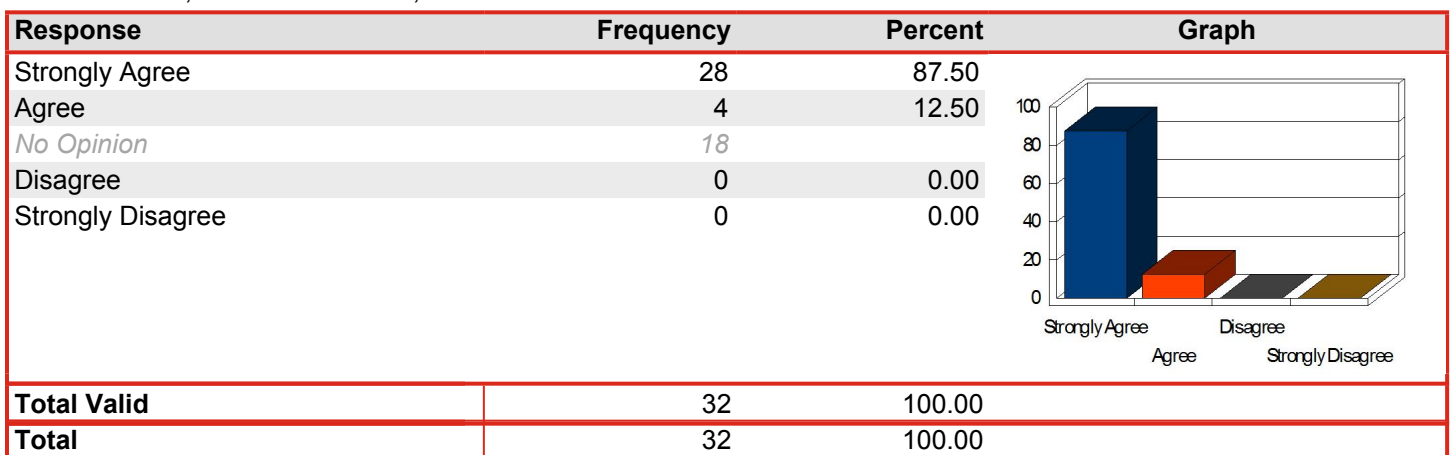 Response Frequency Percent Graph
Strongly Agree 28 87.50
Agree 4 12.50
No Opinion 18
Disagree 0 0.00
Strongly Disagree 0 0.00
100
80
60
40
20
0
Strongly Agree Disagree
Agree Strongly Disagree
Total Valid 32 100.00
Total 32 100.00